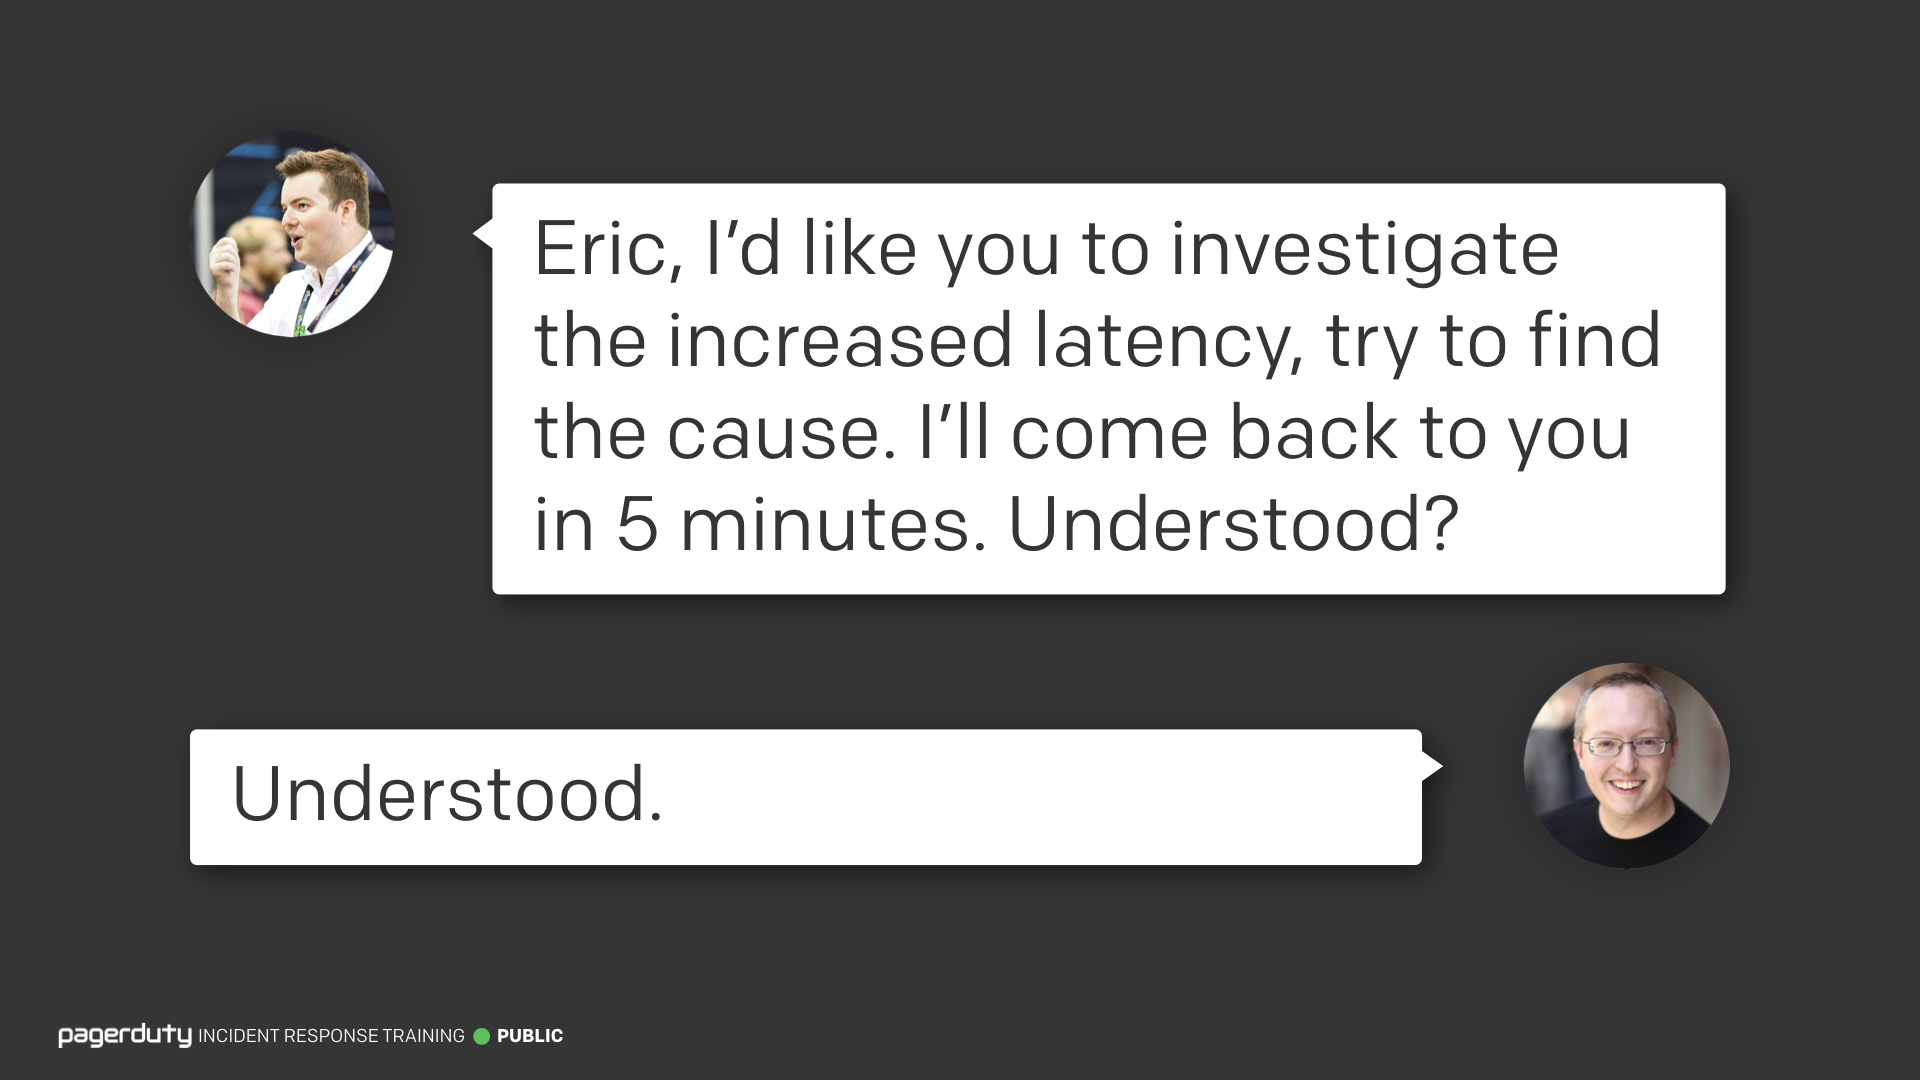 Eric, I’d like you to investigate
the increased latency, try to find
the cause. I’ll come back to you
in 5 minutes. Understood?
Understood.
pagerduty INCIDENT RESPONSE TRAINING PUBLIC